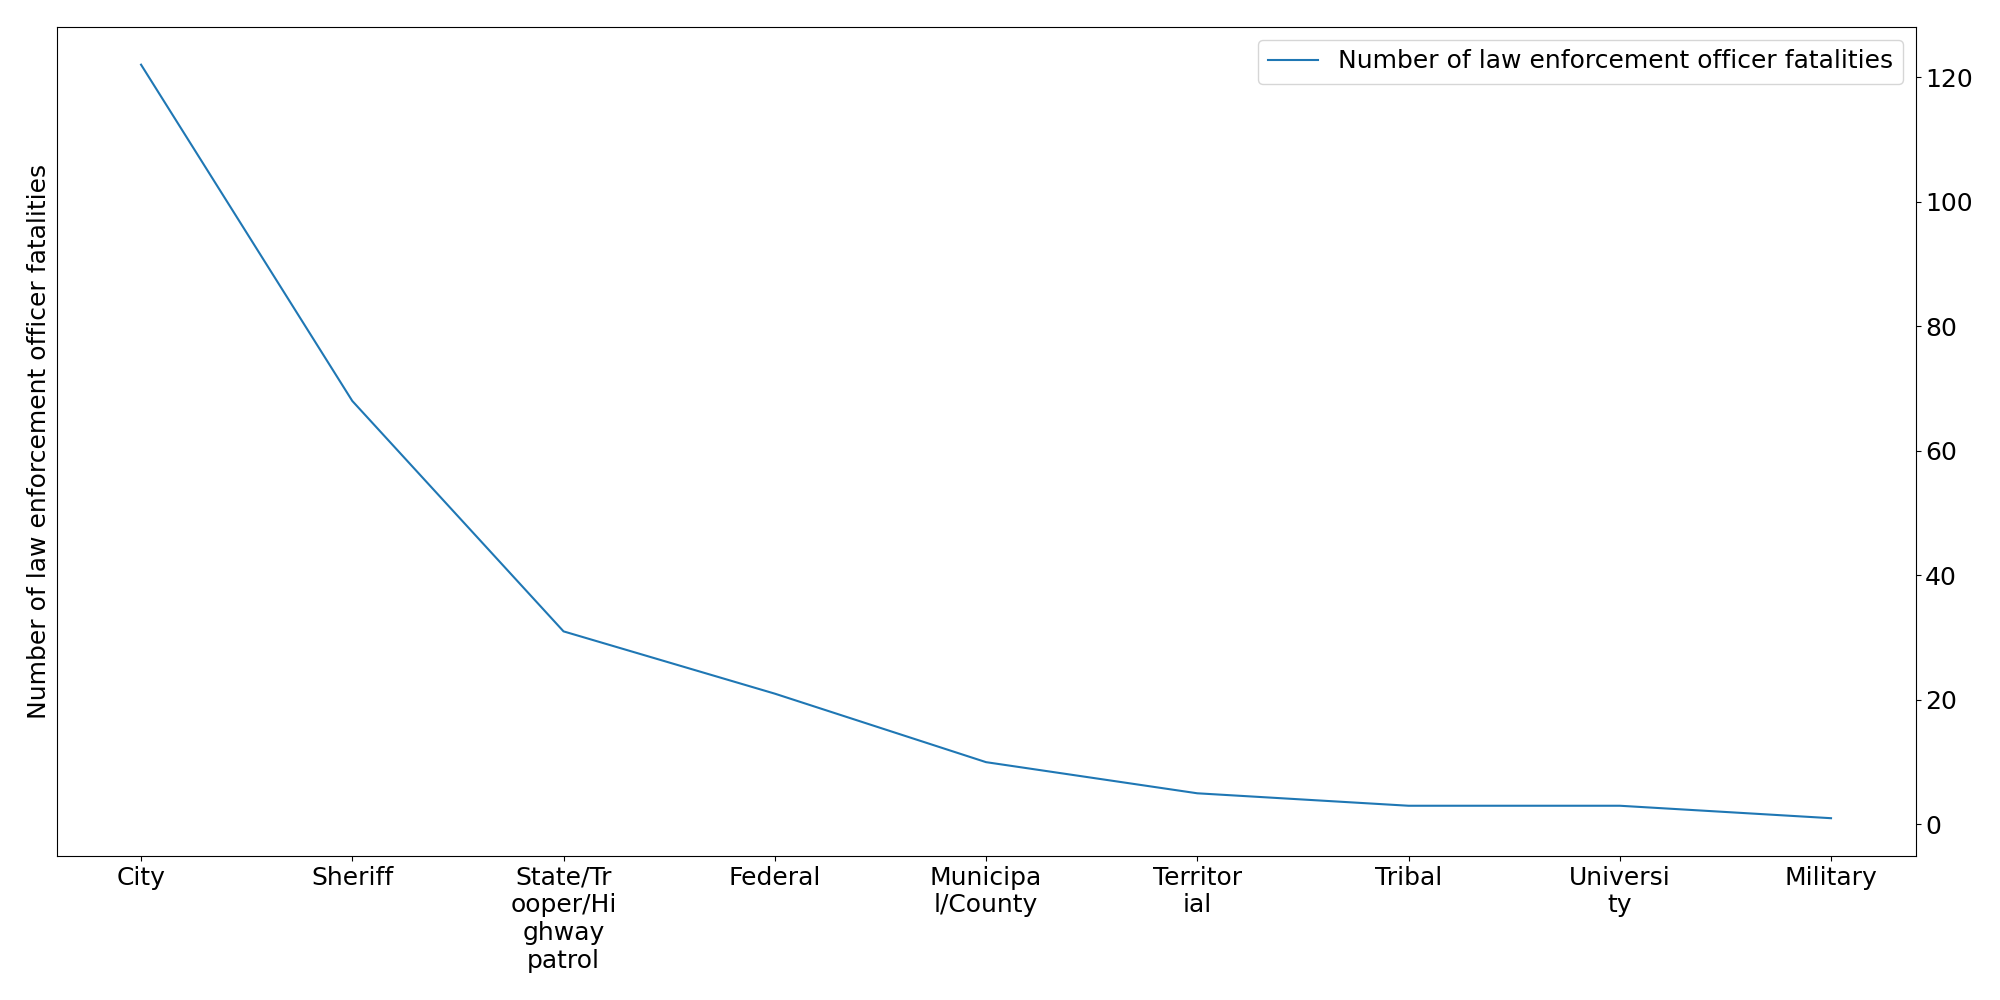 Number of law enforcement officer fatalities
Number of law enforcement officer fatalities
120
100
80
60
40
20
0
City
Sheriff
State/Tr
ooper/Hi
ghway
patrol
Federal
Municipa
l/County
Territor
ial
Tribal
Universi
ty
Military